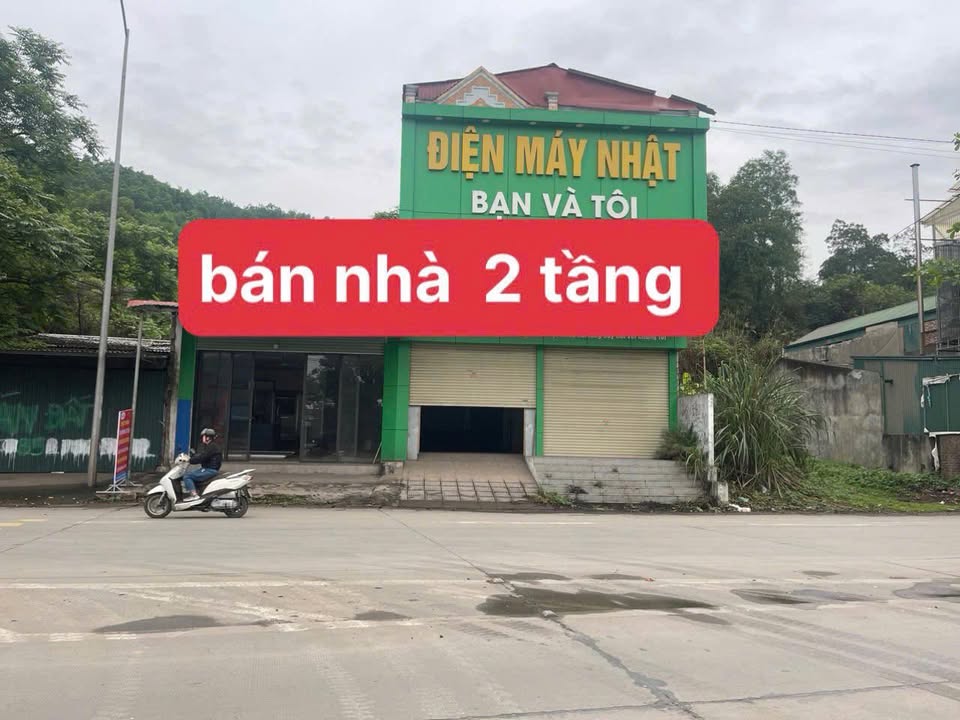 ĐIỆN MÁY NHẬT
BẠN VÀ TÔI
bán nhà 2 tầng